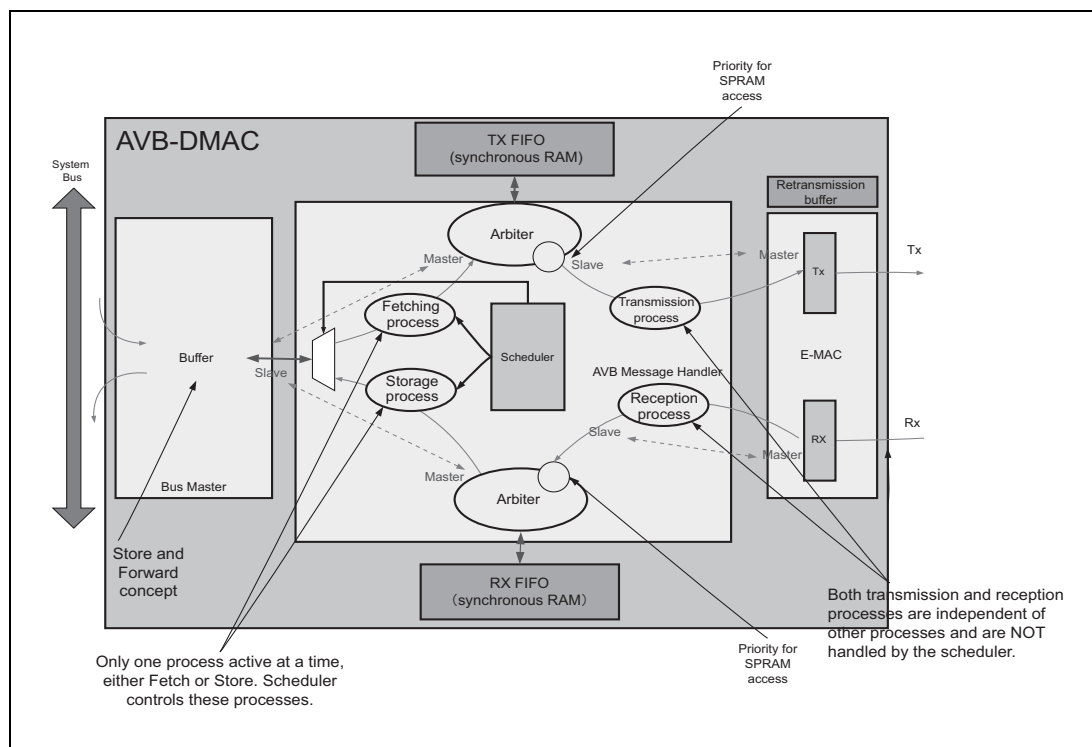 Priority for
SPRAM
access
AVB-DMAC
TX FIFO
(synchronous RAM)
System
Bus
Retransmission
buffer
Arbiter
Master
Slave
Master
Tx
Tx
Fetching
process
Transmission
process
Scheduler
Buffer
Slave
E-MAC
AVB Message Handler
Storage
process
Reception
process
Slave
Rx
RX
Master
Master
Bus Master
Arbiter
Store and
Forward
concept
RX FIFO
(synchronous RAM)
Both transmission and reception
processes are independent of
other processes and are NOT
handled by the scheduler.
Only one process active at a time,
either Fetch or Store. Scheduler
controls these processes.
Priority for
SPRAM
access